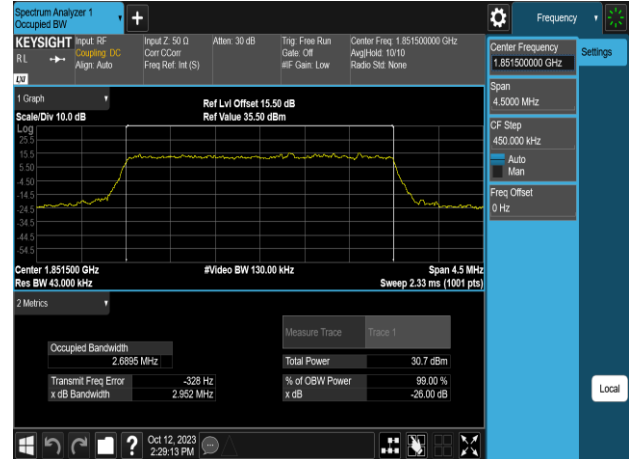 Spectrum Analyzer 1
Occupied BW
Frequency
KEYSIGHT
R L
LXI
Input: RF
Coupling: DC
Align: Auto
Input Z: 50 Ω
Corr CCorr
Freq Ref: Int (S)
Atten: 30 dB
Trig: Free Run
Gate: Off
#IF Gain: Low
Center Freq: 1.851500000 GHz
Avg|Hold: 10/10
Radio Std: None
Center Frequency
1.851500000 GHz
Settings
Span
4.5000 MHz
CF Step
450.000 kHz
Auto
Man
Freq Offset
0 Hz
1 Graph
Scale/Div 10.0 dB
Ref Lvl Offset 15.50 dB
Ref Value 35.50 dBm
Log
25.5
15.5
5.50
-4.50
-14.5
-24.5
-34.5
-44.5
-54.5
Center 1.851500 GHz
#Video BW 130.00 kHz
Span 4.5 MHz
Res BW 43.000 kHz
Sweep 2.33 ms (1001 pts)
2 Metrics
Measure Trace
Trace 1
Occupied Bandwidth
2.6895 MHz
Total Power
30.7 dBm
Transmit Freq Error
-328 Hz
% of OBW Power
99.00 %
x dB Bandwidth
2.952 MHz
x dB
-26.00 dB
Local
?
Oct 12, 2023
2:29:13 PM